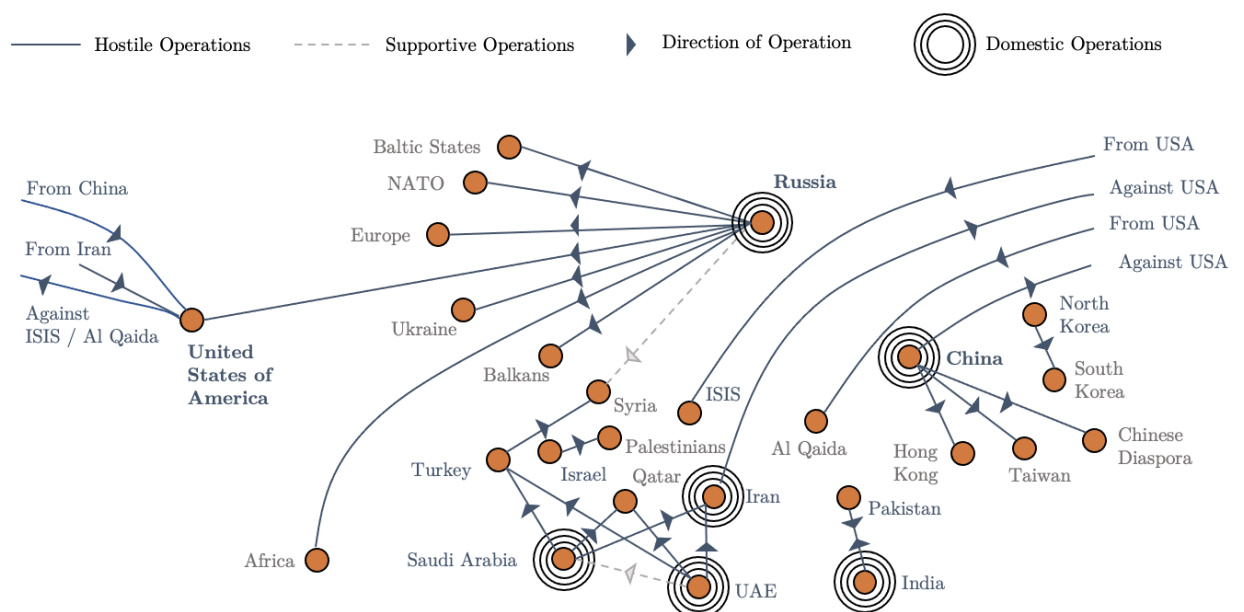 Hostile Operations
Supportive Operations
Direction of Operation
Domestic Operations
Baltic States
From USA
NATO
Russia
From China
Against USA
From USA
Europe
From Iran
Against USA
Against
ISIS / Al Qaida
North
Korea
Ukraine
United
States of
America
China
Balkans
South
Korea
Syria
ISIS
Palestinians
Al Qaida
Hong
Kong
Chinese
Diaspora
Turkey
Israel
Qatar
Taiwan
Iran
Pakistan
Africa
Saudi Arabia
UAE
India